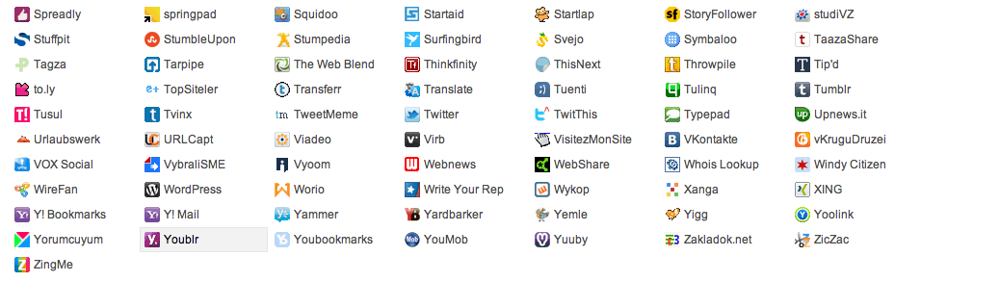 Spreadly springpad Squidoo Startaid Startlap StoryFollower studiVZ
Stuffpit StumbleUpon Stumpedia Surfingbird Svejo Symbaloo TaazaShare
Tagza Tarpipe The Web Blend Thinkfinity ThisNext Throwpile Tip'd
to.ly TopSiteler Transferr Translate Tuenti Tulinq Tumblr
Tusul Tvinx TweetMeme Twitter TwitThis Typepad Upnews.it
Urlaubswerk URLCapt Viadeo Virb VisitezMonSite VKontakte vKruguDruzei
VOX Social VybraliSME Vyoom Webnews WebShare Whois Lookup Windy Citizen
WireFan WordPress Worio Write Your Rep Wykop Xanga XING
Y! Bookmarks Y! Mail Yammer Yardbarker Yemle Yigg Yoolink
Yorumcuyum Youblr Youbookmarks YouMob Yuuby Zakladok.net ZicZac
ZingMe